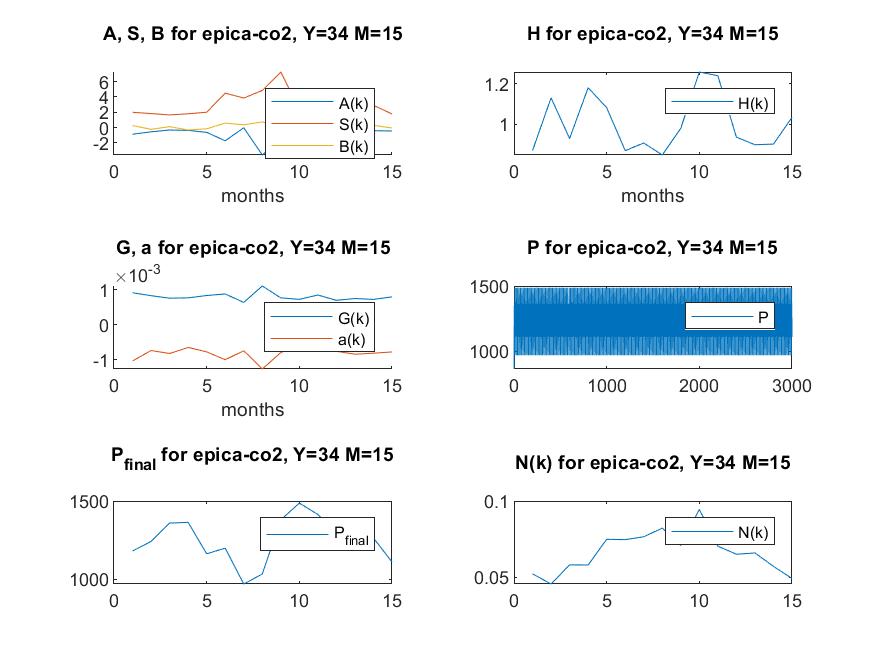 A, S, B for epica-co2, Y=34 M=15
H for epica-co2, Y=34 M=15
6
4
2
0
-2
A(k)
S(k)
B(k)
0 5 10 15
months
1.2
1
H(k)
0 5 10 15
months
G, a for epica-co2, Y=34 M=15
P for epica-co2, Y=34 M=15
×10-3
1
0
-1
G(k)
a(k)
0 5 10 15
months
1500
1000
P
0 1000 2000 3000
Pfinal for epica-co2, Y=34 M=15
N(k) for epica-co2, Y=34 M=15
1500
1000
Pfinal
0 5 10 15
0.1
0.05
N(k)
0 5 10 15